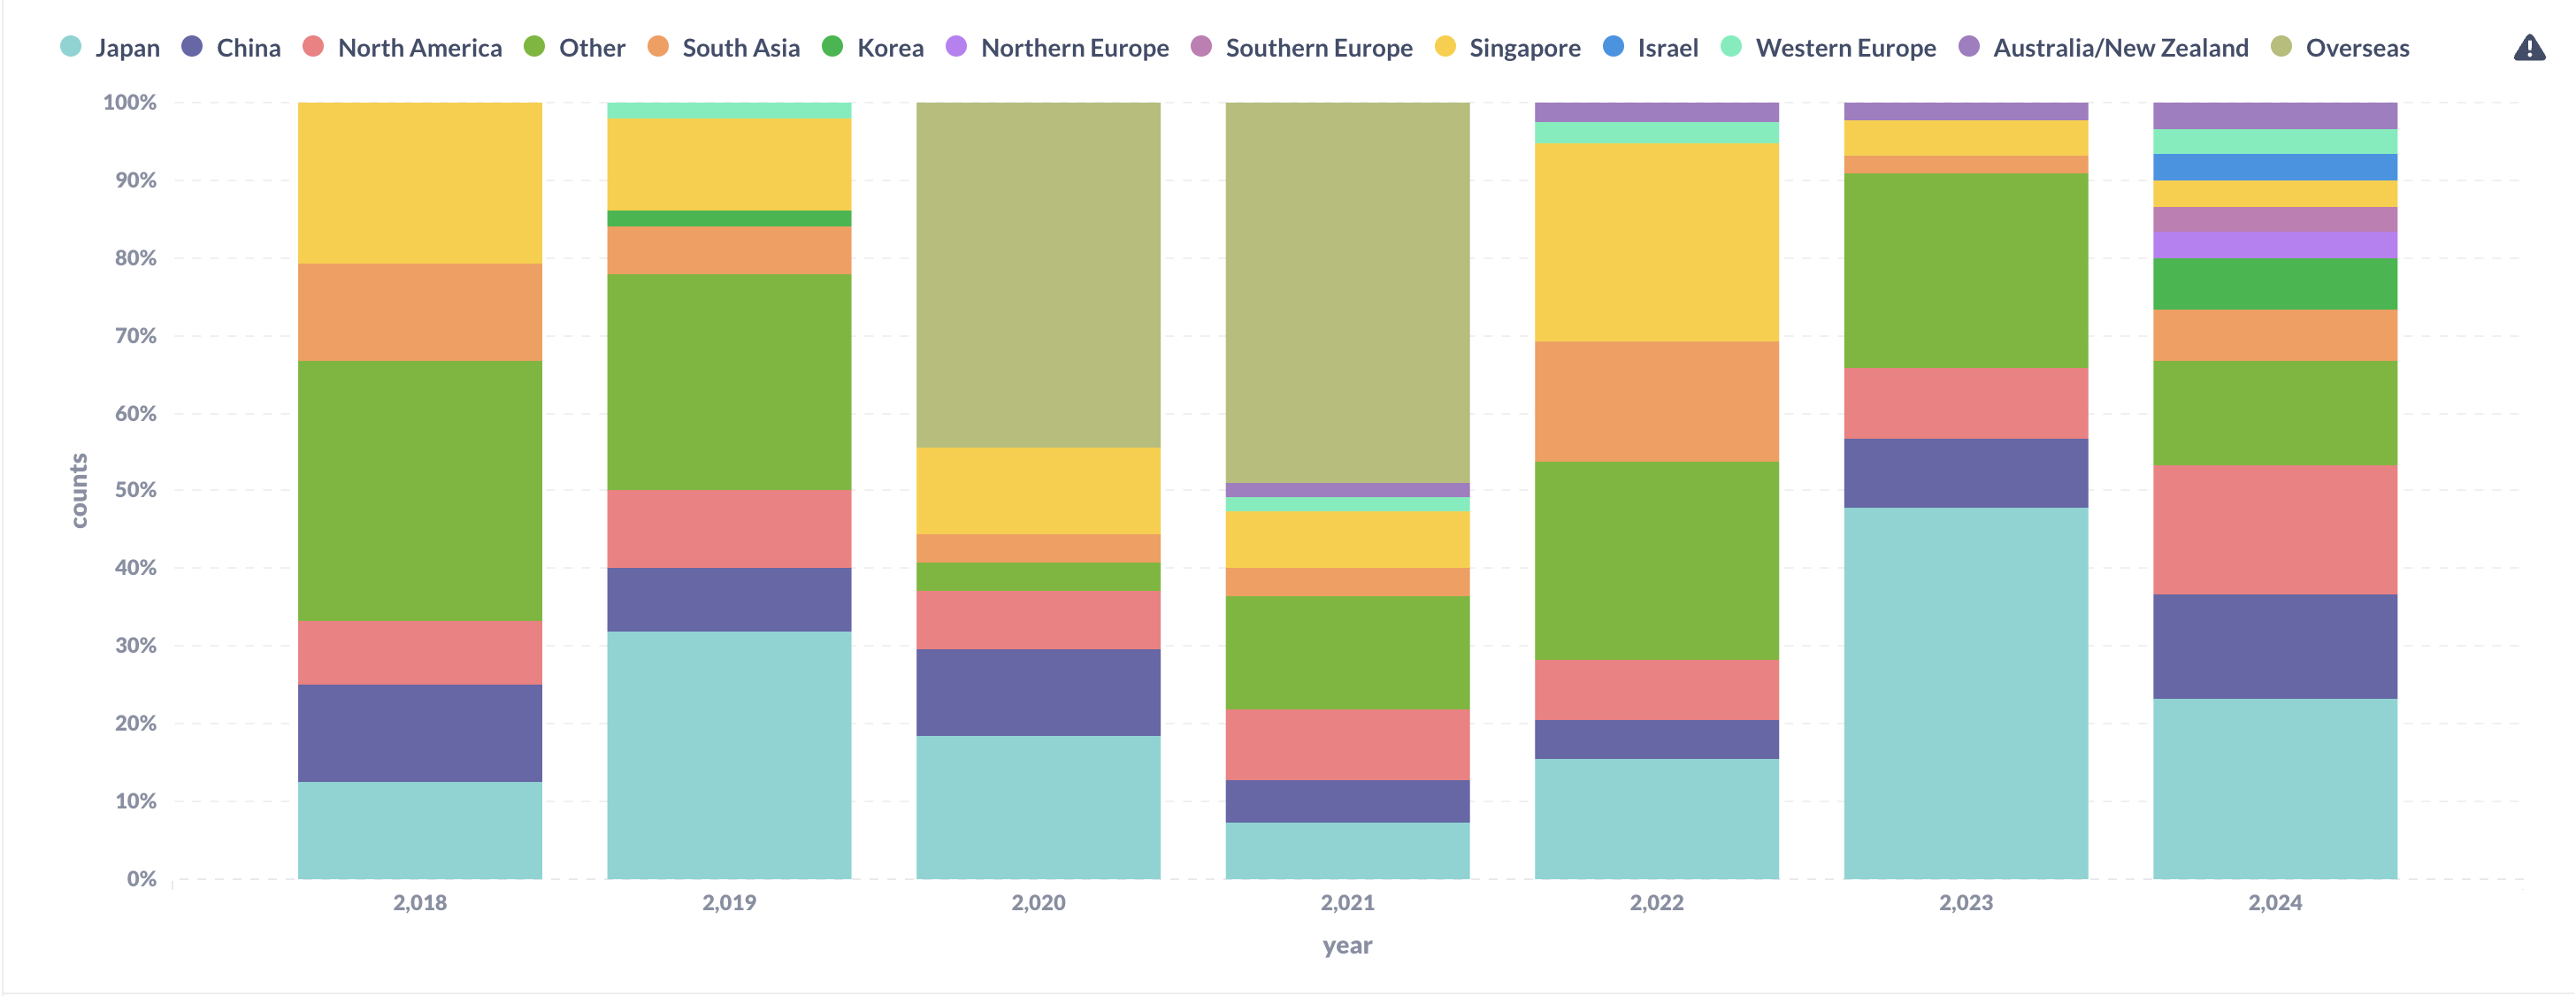 Japan China North America Other South Asia Korea Northern Europe Southern Europe Singapore Israel Western Europe Australia/New Zealand Overseas
100%
90%
80%
70%
60%
50%
40%
30%
20%
10%
0%
counts
2,018 2,019 2,020 2,021 2,022 2,023 2,024
year